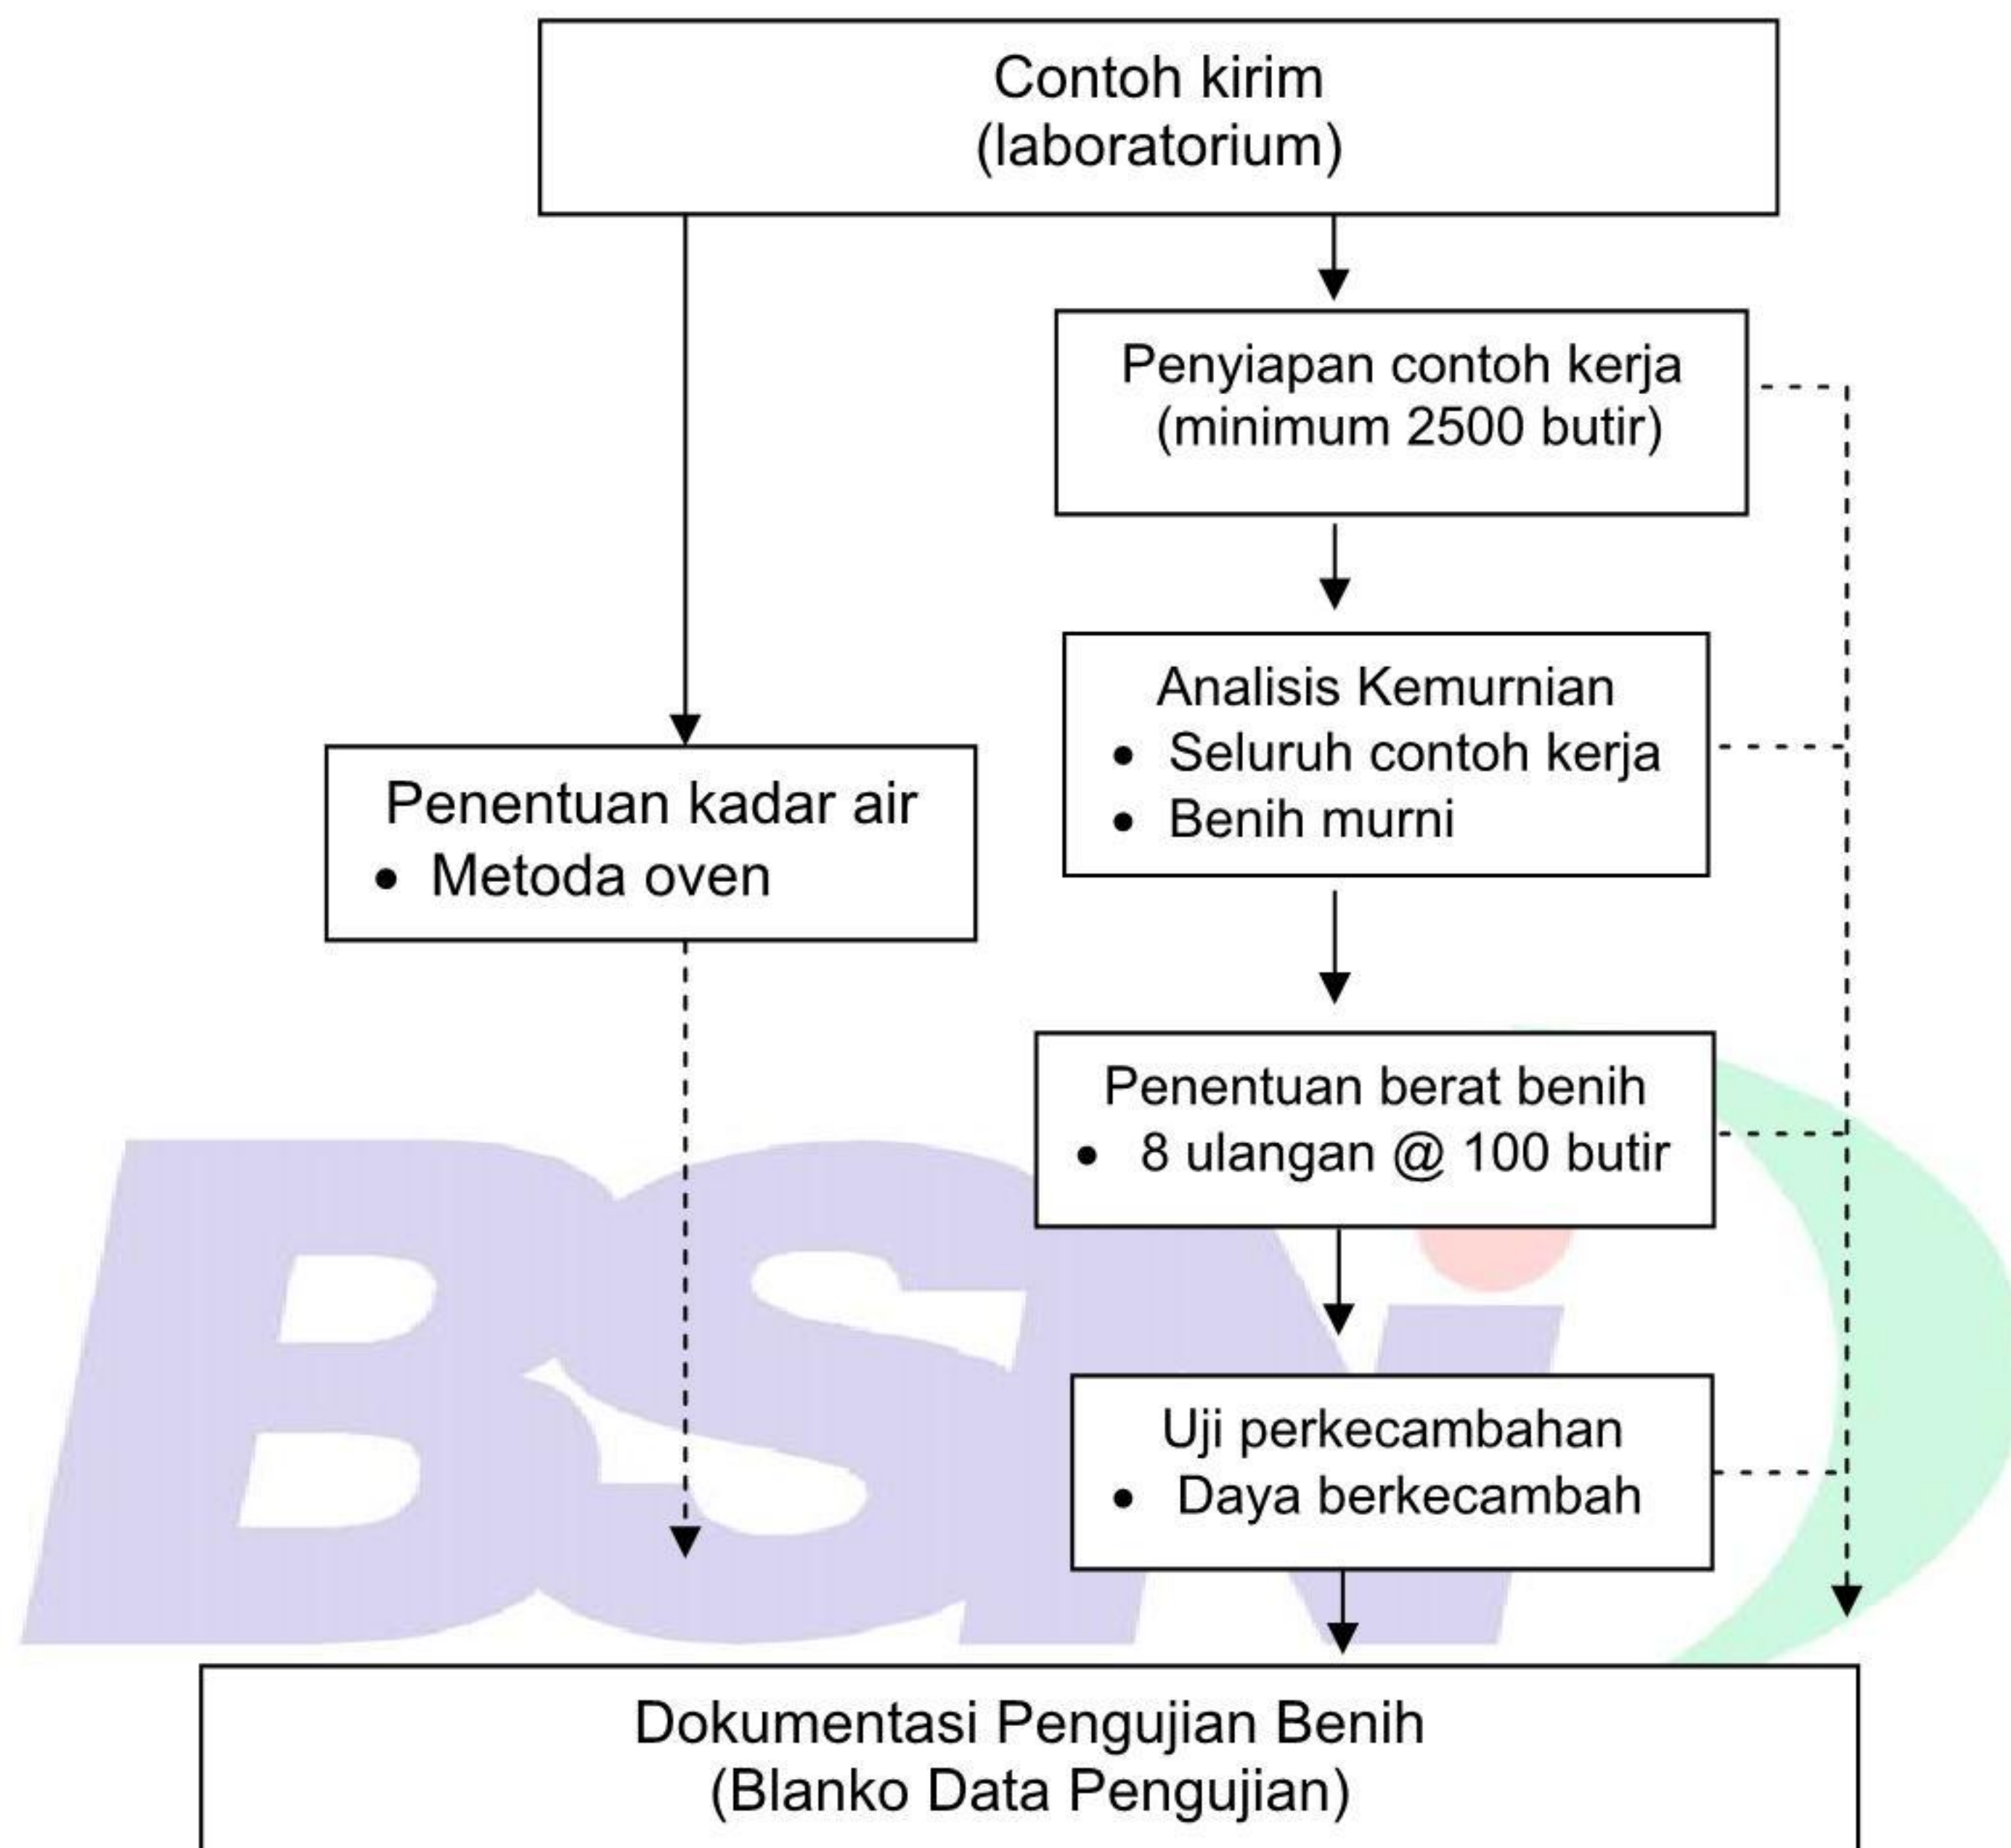 Contoh kirim
(laboratorium)
Penyiapan contoh kerja
(minimum 2500 butir)
Analisis Kemurnian
• Seluruh contoh kerja
• Benih murni
Penentuan kadar air
• Metoda oven
Penentuan berat benih
• 8 ulangan @ 100 butir
Uji perkecambahan
• Daya berkecambah
Dokumentasi Pengujian Benih
(Blanko Data Pengujian)
BSN